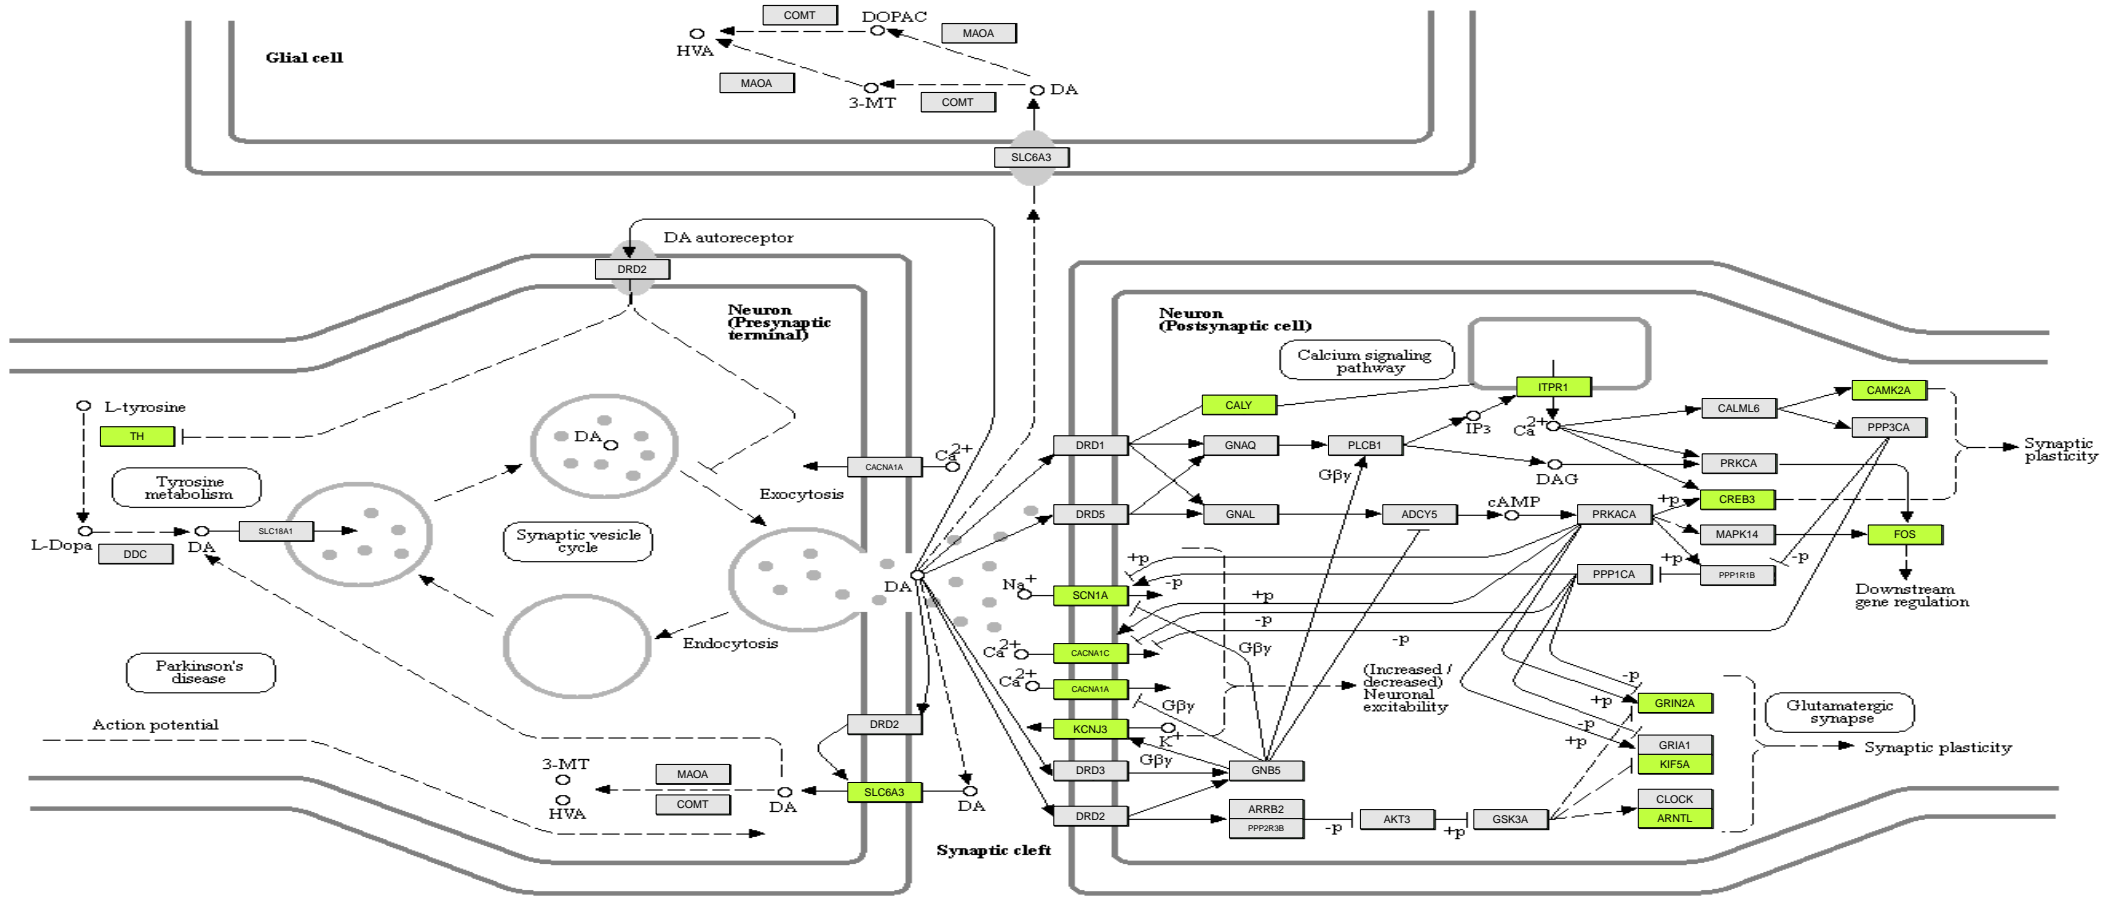 COMT
DOPAC
MAOA
HVA
Glial cell
MAOA
3-MT
COMT
DA
SLC6A3
DA autoreceptor
DRD2
Neuron
(Presynaptic
terminal)
Neuron
(Postsynaptic cell)
Calcium signaling
pathway
ITPR1
CAMK2A
CALY
L-tyrosine
CALML6
TH
DA
IP3
Ca2+
PPP3CA
DRD1
GNAQ
PLCB1
Synaptic
plasticity
CACNA1A
Ca2+
PRKCA
Gβγ
DAG
Tyrosine
metabolism
Exocytosis
cAMP
+p
CREB3
DRD5
GNAL
ADCY5
PRKACA
SLC18A1
L-Dopa
DA
DDC
Synaptic vesicle
cycle
MAPK14
FOS
+p
+p
-p
DA
Na+
-p
PPP1CA
PPP1R1B
SCN1A
+p
Downstream
gene regulation
-p
Endocytosis
-p
Ca2+
CACNA1C
Gβγ
Parkinson's
disease
Ca2+
CACNA1A
(Increased /
decreased)
Neuronal
excitability
-p
+p
GRIN2A
Glutamatergic
synapse
Gβγ
Action potential
DRD2
KCNJ3
K+
-p
+p
GRIA1
KIF5A
Synaptic plasticity
Gβγ
3-MT
MAOA
DRD3
GNB5
HVA
COMT
DA
SLC6A3
DA
CLOCK
ARNTL
DRD2
ARRB2
PPP2R3B
-p
AKT3
+p
GSK3A
Synaptic cleft